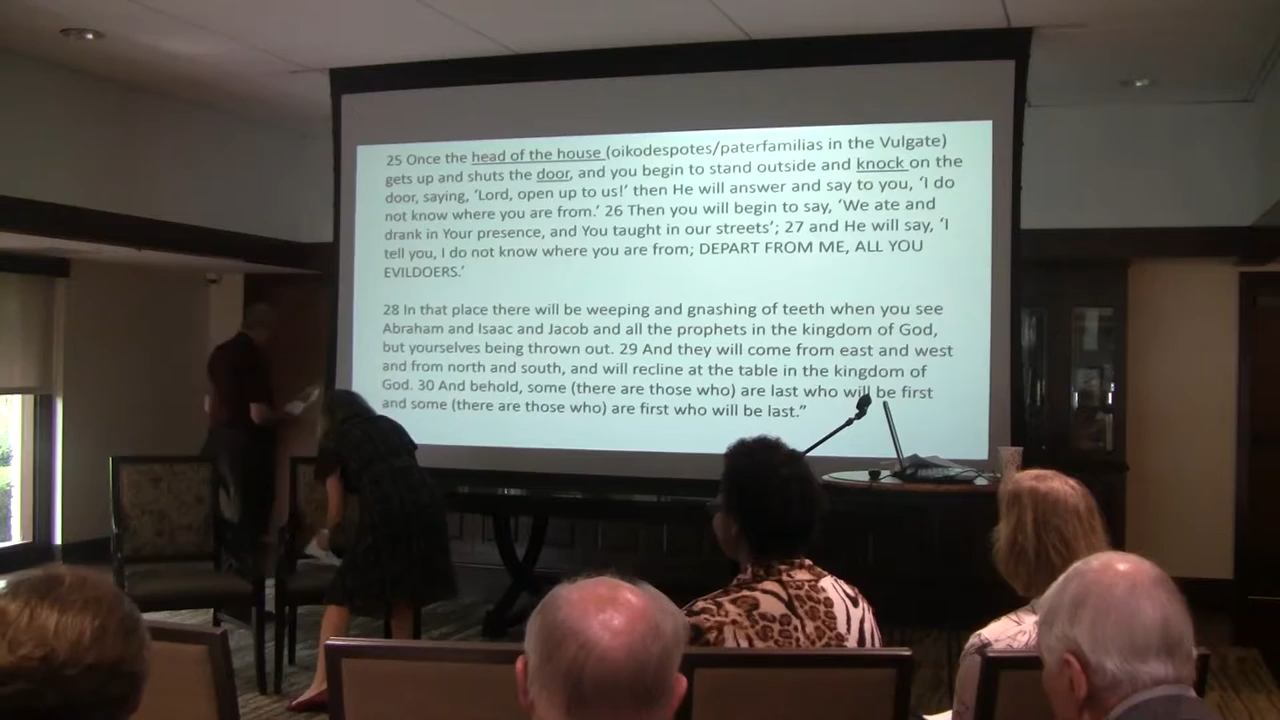 25 Once the head of the house (oikodespotes/paterfamilias in the Vulgate)
gets up and shuts the door, and you begin to stand outside and knock on the
door, saying, ‘Lord, open up to us!’ then He will answer and say to you, ‘I do
not know where you are from.’ 26 Then you will begin to say, ‘We ate and
drank in Your presence, and You taught in our streets’; 27 and He will say, ‘I
tell you, I do not know where you are from; DEPART FROM ME, ALL YOU
EVILDOERS.’
28 In that place there will be weeping and gnashing of teeth when you see
Abraham and Isaac and Jacob and all the prophets in the kingdom of God,
but yourselves being thrown out. 29 And they will come from east and west
and from north and south, and will recline at the table in the kingdom of
God. 30 And behold, some (there are those who) are last who will be first
and some (there are those who) are first who will be last.”